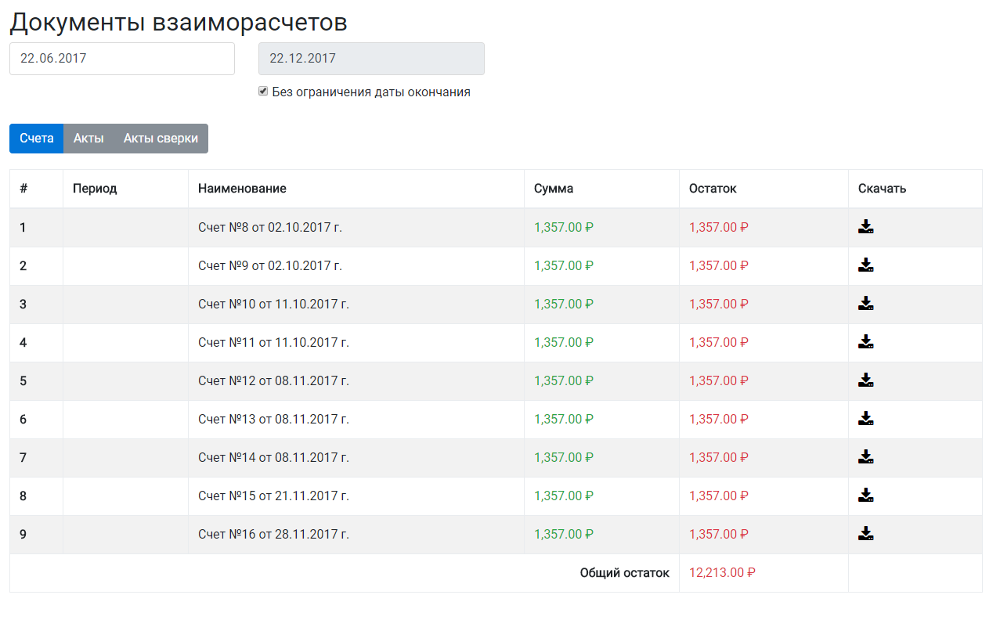 Документы взаиморасчетов
22.06.2017 22.12.2017
Без ограничения даты окончания
Счета Акты Акты сверки
# Период Наименование Сумма Остаток Скачать
1 Счет №8 от 02.10.2017 г. 1,357.00 ₽ 1,357.00 ₽
2 Счет №9 от 02.10.2017 г. 1,357.00 ₽ 1,357.00 ₽
3 Счет №10 от 11.10.2017 г. 1,357.00 ₽ 1,357.00 ₽
4 Счет №11 от 11.10.2017 г. 1,357.00 ₽ 1,357.00 ₽
5 Счет №12 от 08.11.2017 г. 1,357.00 ₽ 1,357.00 ₽
6 Счет №13 от 08.11.2017 г. 1,357.00 ₽ 1,357.00 ₽
7 Счет №14 от 08.11.2017 г. 1,357.00 ₽ 1,357.00 ₽
8 Счет №15 от 21.11.2017 г. 1,357.00 ₽ 1,357.00 ₽
9 Счет №16 от 28.11.2017 г. 1,357.00 ₽ 1,357.00 ₽
Общий остаток 12,213.00 ₽